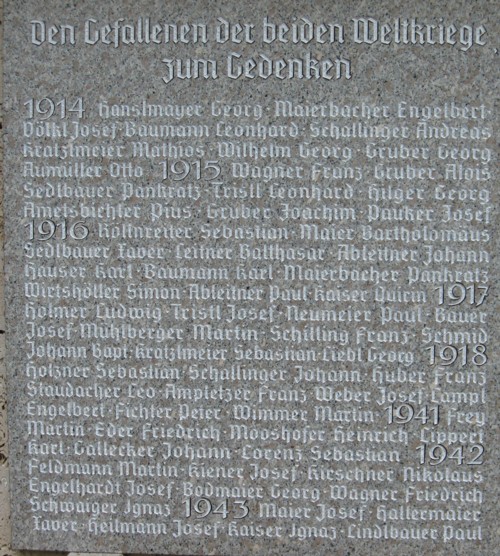 Den Gefallenen der beiden Weltkriege
zum Gedenken
1914 Hanslmayer Georg · Maierbacher Engelbert ·
Völkl Josef · Baumann Leonhard · Schallinger Andreas
Kratzlmeier Mathios · Wilhelm Georg · Gruber Georg
Aumüller Otto 1915 Wagner Franz · Gruber Alois
Sedlbauer Pankratz · Tristl Leonhard · Hilger Georg
Ametsbichler Pius · Gruber Joachim · Pauker Josef
1916 Kollnreiter Sebastian · Maier Bartholomäus
Sedlbauer Xaver · Leitner Balthasar · Ableitner Johann
Hauser Karl · Baumann Karl · Maierbacher Pankratz
Wirtshöller Simon · Ableitner Paul · Kaiser Quirin 1917
Holner Ludwig · Tristl Josef · Neumeier Paul · Bauer
Josef · Mühlberger Martin · Schilling Franz · Schmid
Johann Bapt · Kratzlmeier Sebastian · Liedl Georg 1918
Holzner Sebastian · Schallinger Johann · Huber Franz
Staudacher Leo · Ampletzer Franz · Weber Josef · Lampl
Engelbert · Fichter Peter · Wimmer Martin · 1941 Frey
Martin · Eder Friedrich · Mooshofer Heinrich · Lippert
Karl · Gallecker Johann · Lorenz Sebastian 1942
Feldmann Martin · Kiener Josef · Kirschner Nikolaus
Engelhardt Josef · Bodmaier Georg · Wagner Friedrich
Schwaiger Ignaz 1943 Maier Josef · Hallermaier
Xaver · Heilmann Josef · Kaiser Ignaz · Lindlbauer Paul